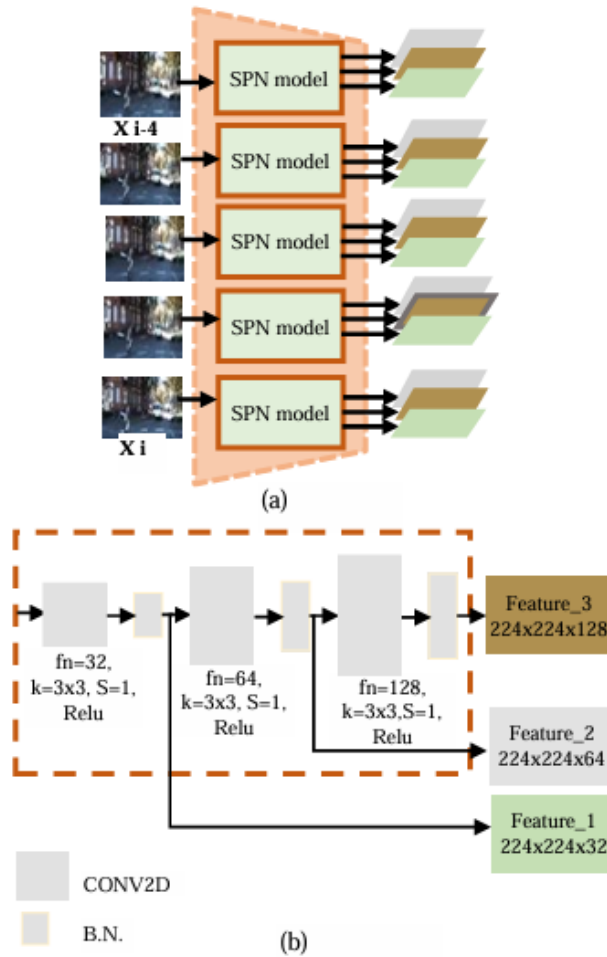 SPN model
X i-4
SPN model
SPN model
SPN model
SPN model
X i
(a)
fn=32,
k=3x3, S=1,
Relu
fn=64,
k=3x3, S=1,
Relu
fn=128,
k=3x3,S=1,
Relu
Feature_3
224x224x128
Feature_2
224x224x64
Feature_1
224x224x32
CONV2D
B.N.
(b)